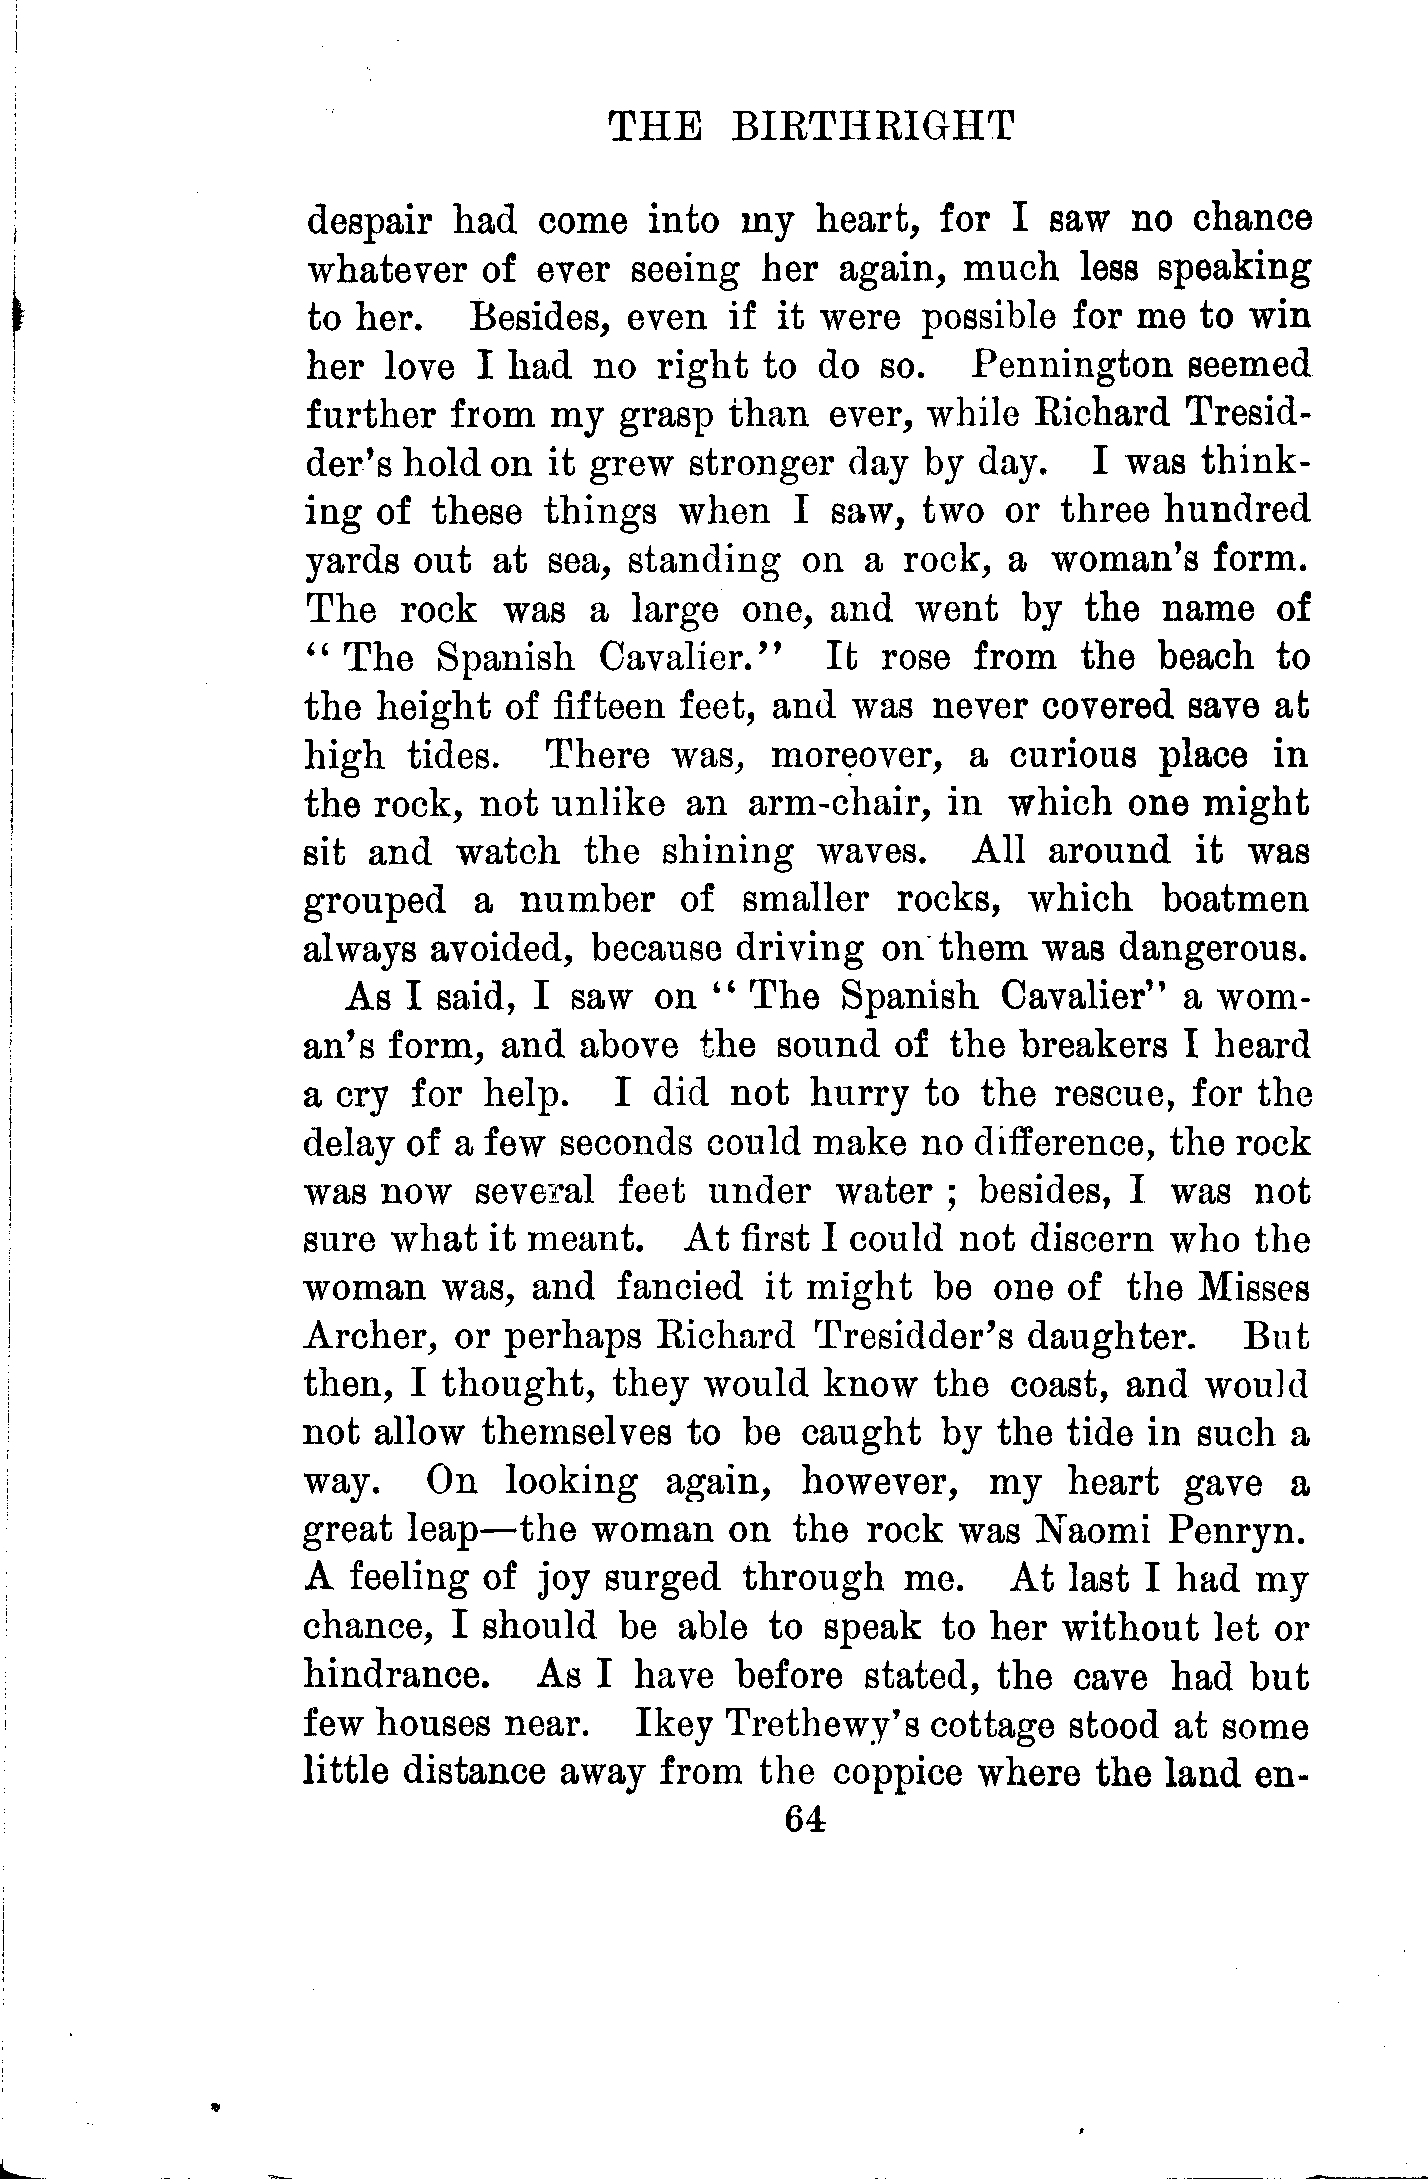 THE BIRTHRIGHT
despair had come into my heart, for I saw no chance
whatever of ever seeing her again, much less speaking
to her. Besides, even if it were possible for me to win
her love I had no right to do so. Pennington seemed
further from my grasp than ever, while Richard Tresid-
der's hold on it grew stronger day by day. I was think-
ing of these things when I saw, two or three hundred
yards out at sea, standing on a rock, a woman's form.
The rock was a large one, and went by the name of
“ The Spanish Cavalier.” It rose from the beach to
the height of fifteen feet, and was never covered save at
high tides. There was, moreover, a curious place in
the rock, not unlike an arm-chair, in which one might
sit and watch the shining waves. All around it was
grouped a number of smaller rocks, which boatmen
always avoided, because driving on them was dangerous.
As I said, I saw on “ The Spanish Cavalier” a wom-
an's form, and above the sound of the breakers I heard
a cry for help. I did not hurry to the rescue, for the
delay of a few seconds could make no difference, the rock
was now several feet under water ; besides, I was not
sure what it meant. At first I could not discern who the
woman was, and fancied it might be one of the Misses
Archer, or perhaps Richard Tresidder's daughter. But
then, I thought, they would know the coast, and would
not allow themselves to be caught by the tide in such a
way. On looking again, however, my heart gave a
great leap—the woman on the rock was Naomi Penryn.
A feeling of joy surged through me. At last I had my
chance, I should be able to speak to her without let or
hindrance. As I have before stated, the cave had but
few houses near. Ikey Trethewy's cottage stood at some
little distance away from the coppice where the land en-
64